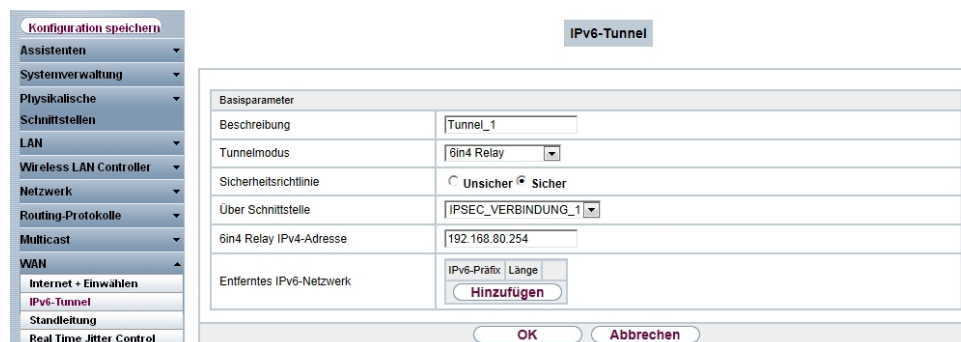 Konfiguration speichern
Assistenten
Systemverwaltung
Physikalische
Schnittstellen
LAN
Wireless LAN Controller
Netzwerk
Routing-Protokolle
Multicast
WAN
Internet + Einwählen
IPv6-Tunnel
Standleitung
Real Time Jitter Control
IPv6-Tunnel
Basisparameter
Beschreibung Tunnel_1
Tunnelmodus 6in4 Relay
Sicherheitsrichtlinie Unsicher Sicher
Über Schnittstelle IPSEC_VERBINDUNG_1
6in4 Relay IPv4-Adresse 192.168.80.254
Entferntes IPv6-Netzwerk
IPv6-Präfix Länge
Hinzufügen
OK Abbrechen